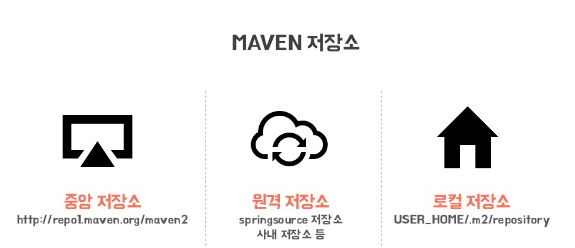 MAVEN 저장소
중앙 저장소
http://repo1.maven.org/maven2
원격 저장소
springsource 저장소
사내 저장소 등
로컬 저장소
USER_HOME/.m2/repository